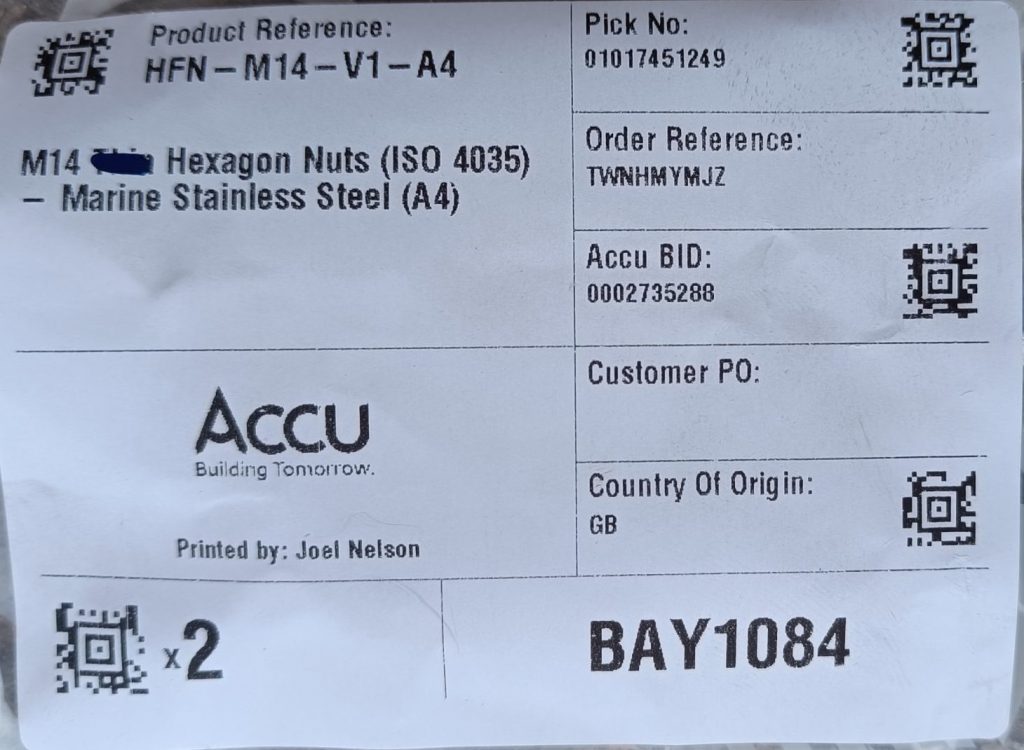 Product Reference:
HFN-M14-V1-A4
M14 Hexagon Nuts (ISO 4035)
- Marine Stainless Steel (A4)
ACCU
Building Tomorrow.
Printed by: Joel Nelson
x2
Pick No:
01017451249
Order Reference:
TWNHMYMJZ
Accu BID:
0002735288
Customer PO:
Country Of Origin:
GB
BAY1084